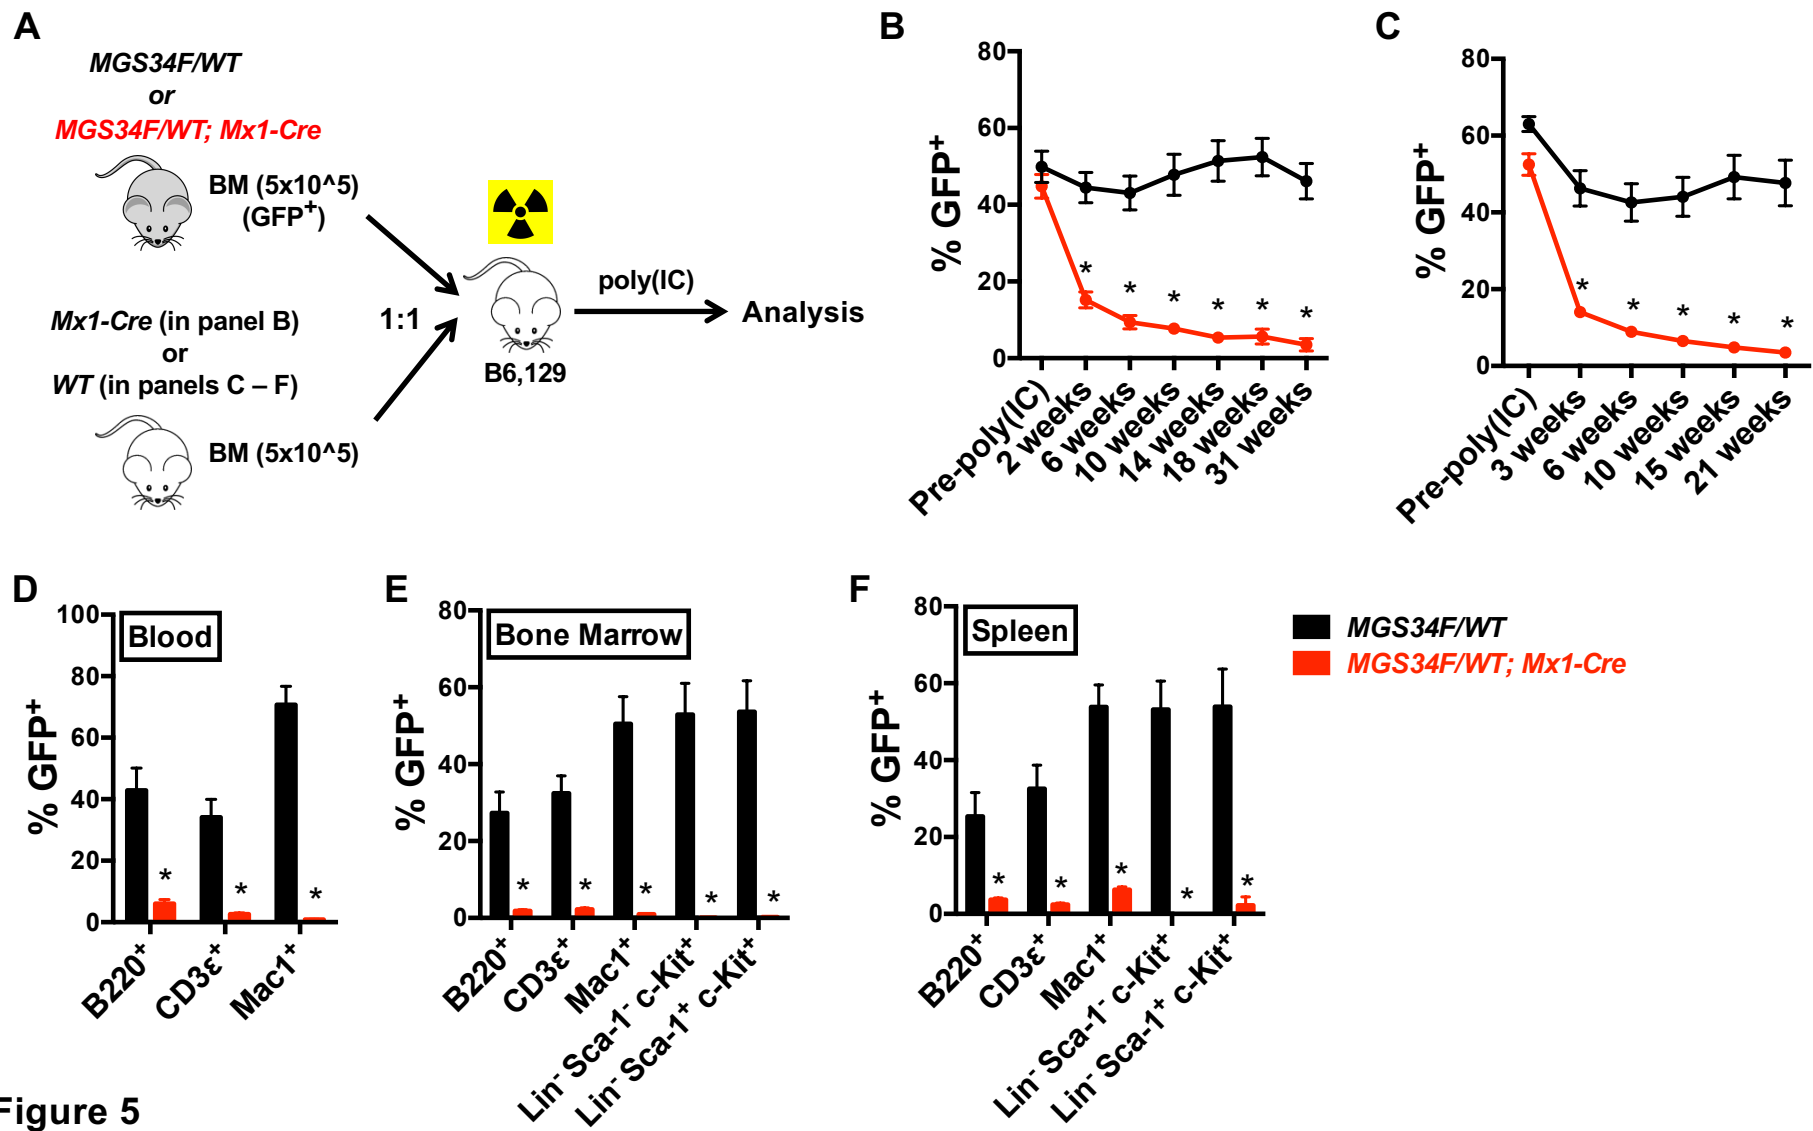 A
MGS34F/WT
or
MGS34F/WT; Mx1-Cre
BM (5x10^5)
(GFP+)
Mx1-Cre (in panel B)
or
WT (in panels C – F)
BM (5x10^5)
1:1
B6,129
poly(IC)
Analysis
B
% GFP+
80
60
40
20
0
Pre-poly(IC)
2 weeks
6 weeks
10 weeks
14 weeks
18 weeks
31 weeks
*
*
*
*
*
*
C
% GFP+
80
60
40
20
0
Pre-poly(IC)
3 weeks
6 weeks
10 weeks
15 weeks
21 weeks
*
*
*
*
*
D
Blood
% GFP+
100
80
60
40
20
0
*
*
*
B220+
CD3ε+
Mac1+
E
Bone Marrow
% GFP+
80
60
40
20
0
*
*
*
*
*
B220+
CD3ε+
Mac1+
Lin- Sca-1- c-Kit+
Lin- Sca-1+ c-Kit+
F
Spleen
% GFP+
80
60
40
20
0
*
*
*
*
*
B220+
CD3ε+
Mac1+
Lin- Sca-1- c-Kit+
Lin- Sca-1+ c-Kit+
MGS34F/WT
MGS34F/WT; Mx1-Cre
Figure 5